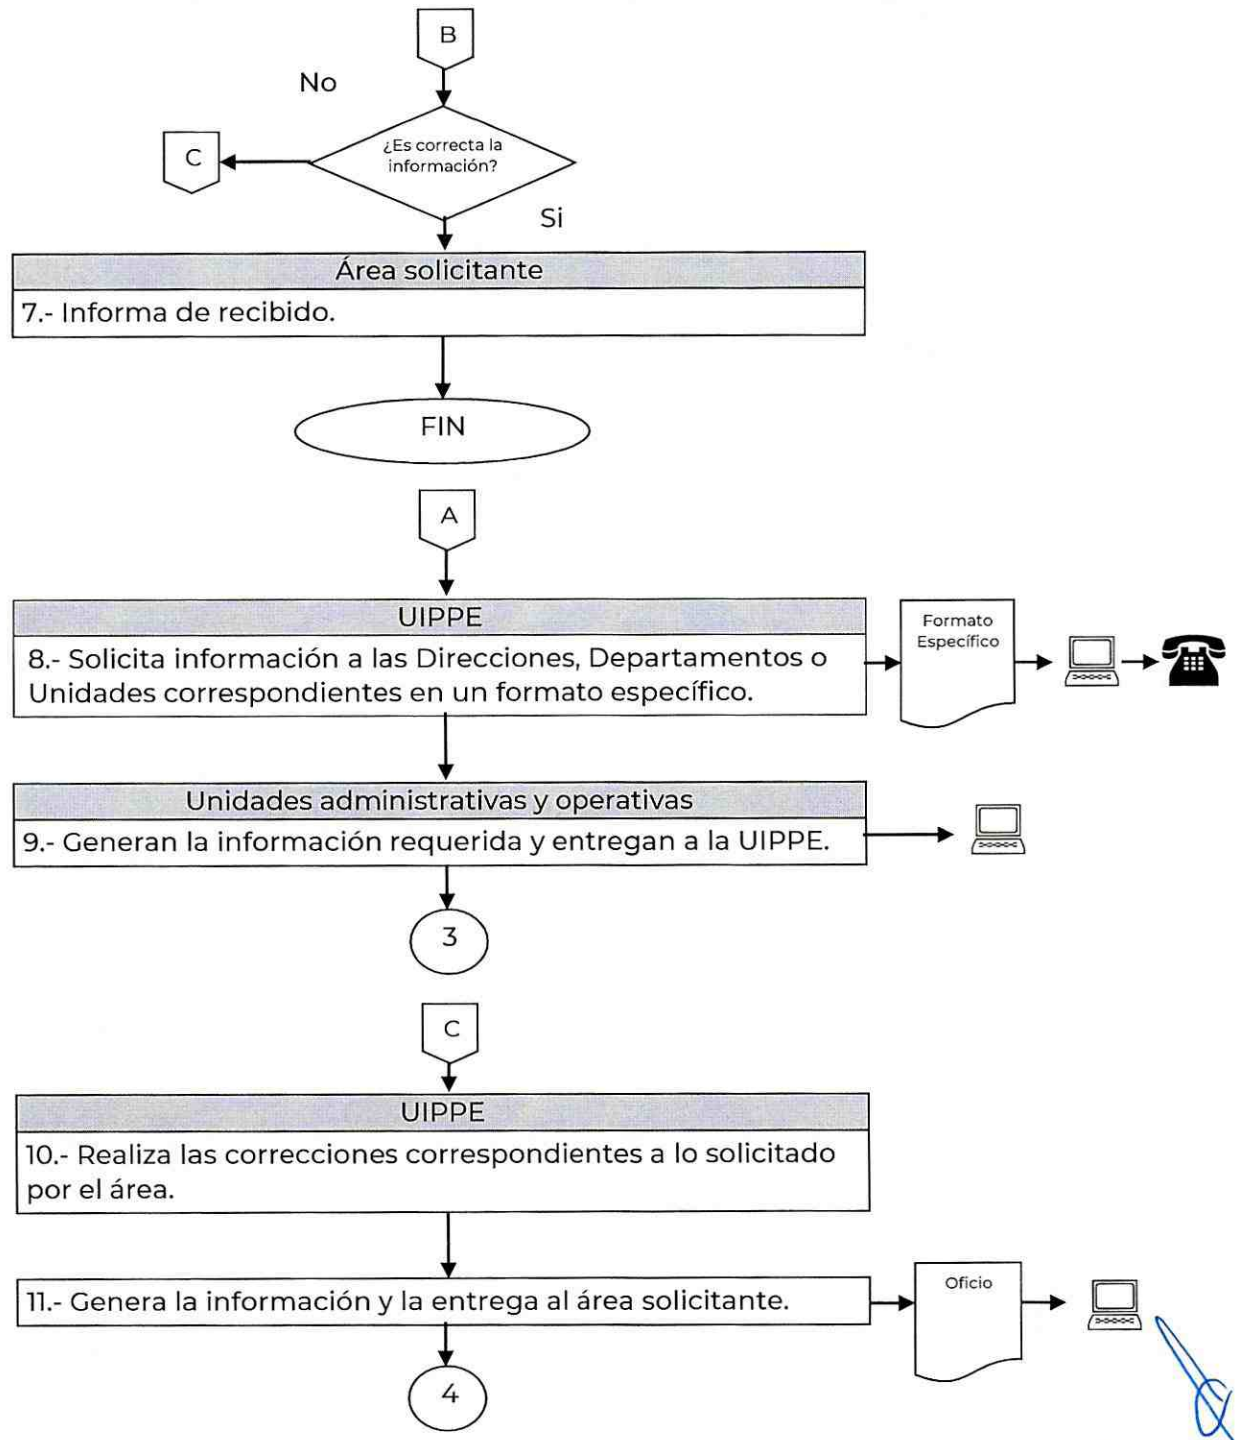 B
No
¿Es correcta la
información?
C
Si
Área solicitante
7.- Informa de recibido.
FIN
A
UIPPE
8.- Solicita información a las Direcciones, Departamentos o
Unidades correspondientes en un formato específico.
Formato
Específico
Unidades administrativas y operativas
9.- Generan la información requerida y entregan a la UIPPE.
3
C
UIPPE
10.- Realiza las correcciones correspondientes a lo solicitado
por el área.
11.- Genera la información y la entrega al área solicitante.
Oficio
4